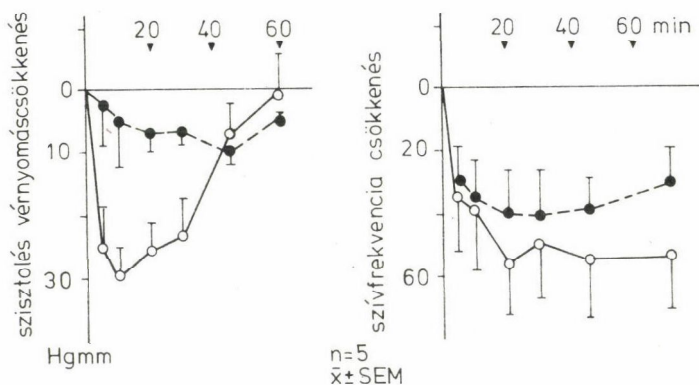 szisztolés vérnyomáscsökkenés
20 40 60
0
10
30
Hgmm
szívfrekvencia csökkenés
20 40 60 min
0
20
60
n=5
x̄±SEM